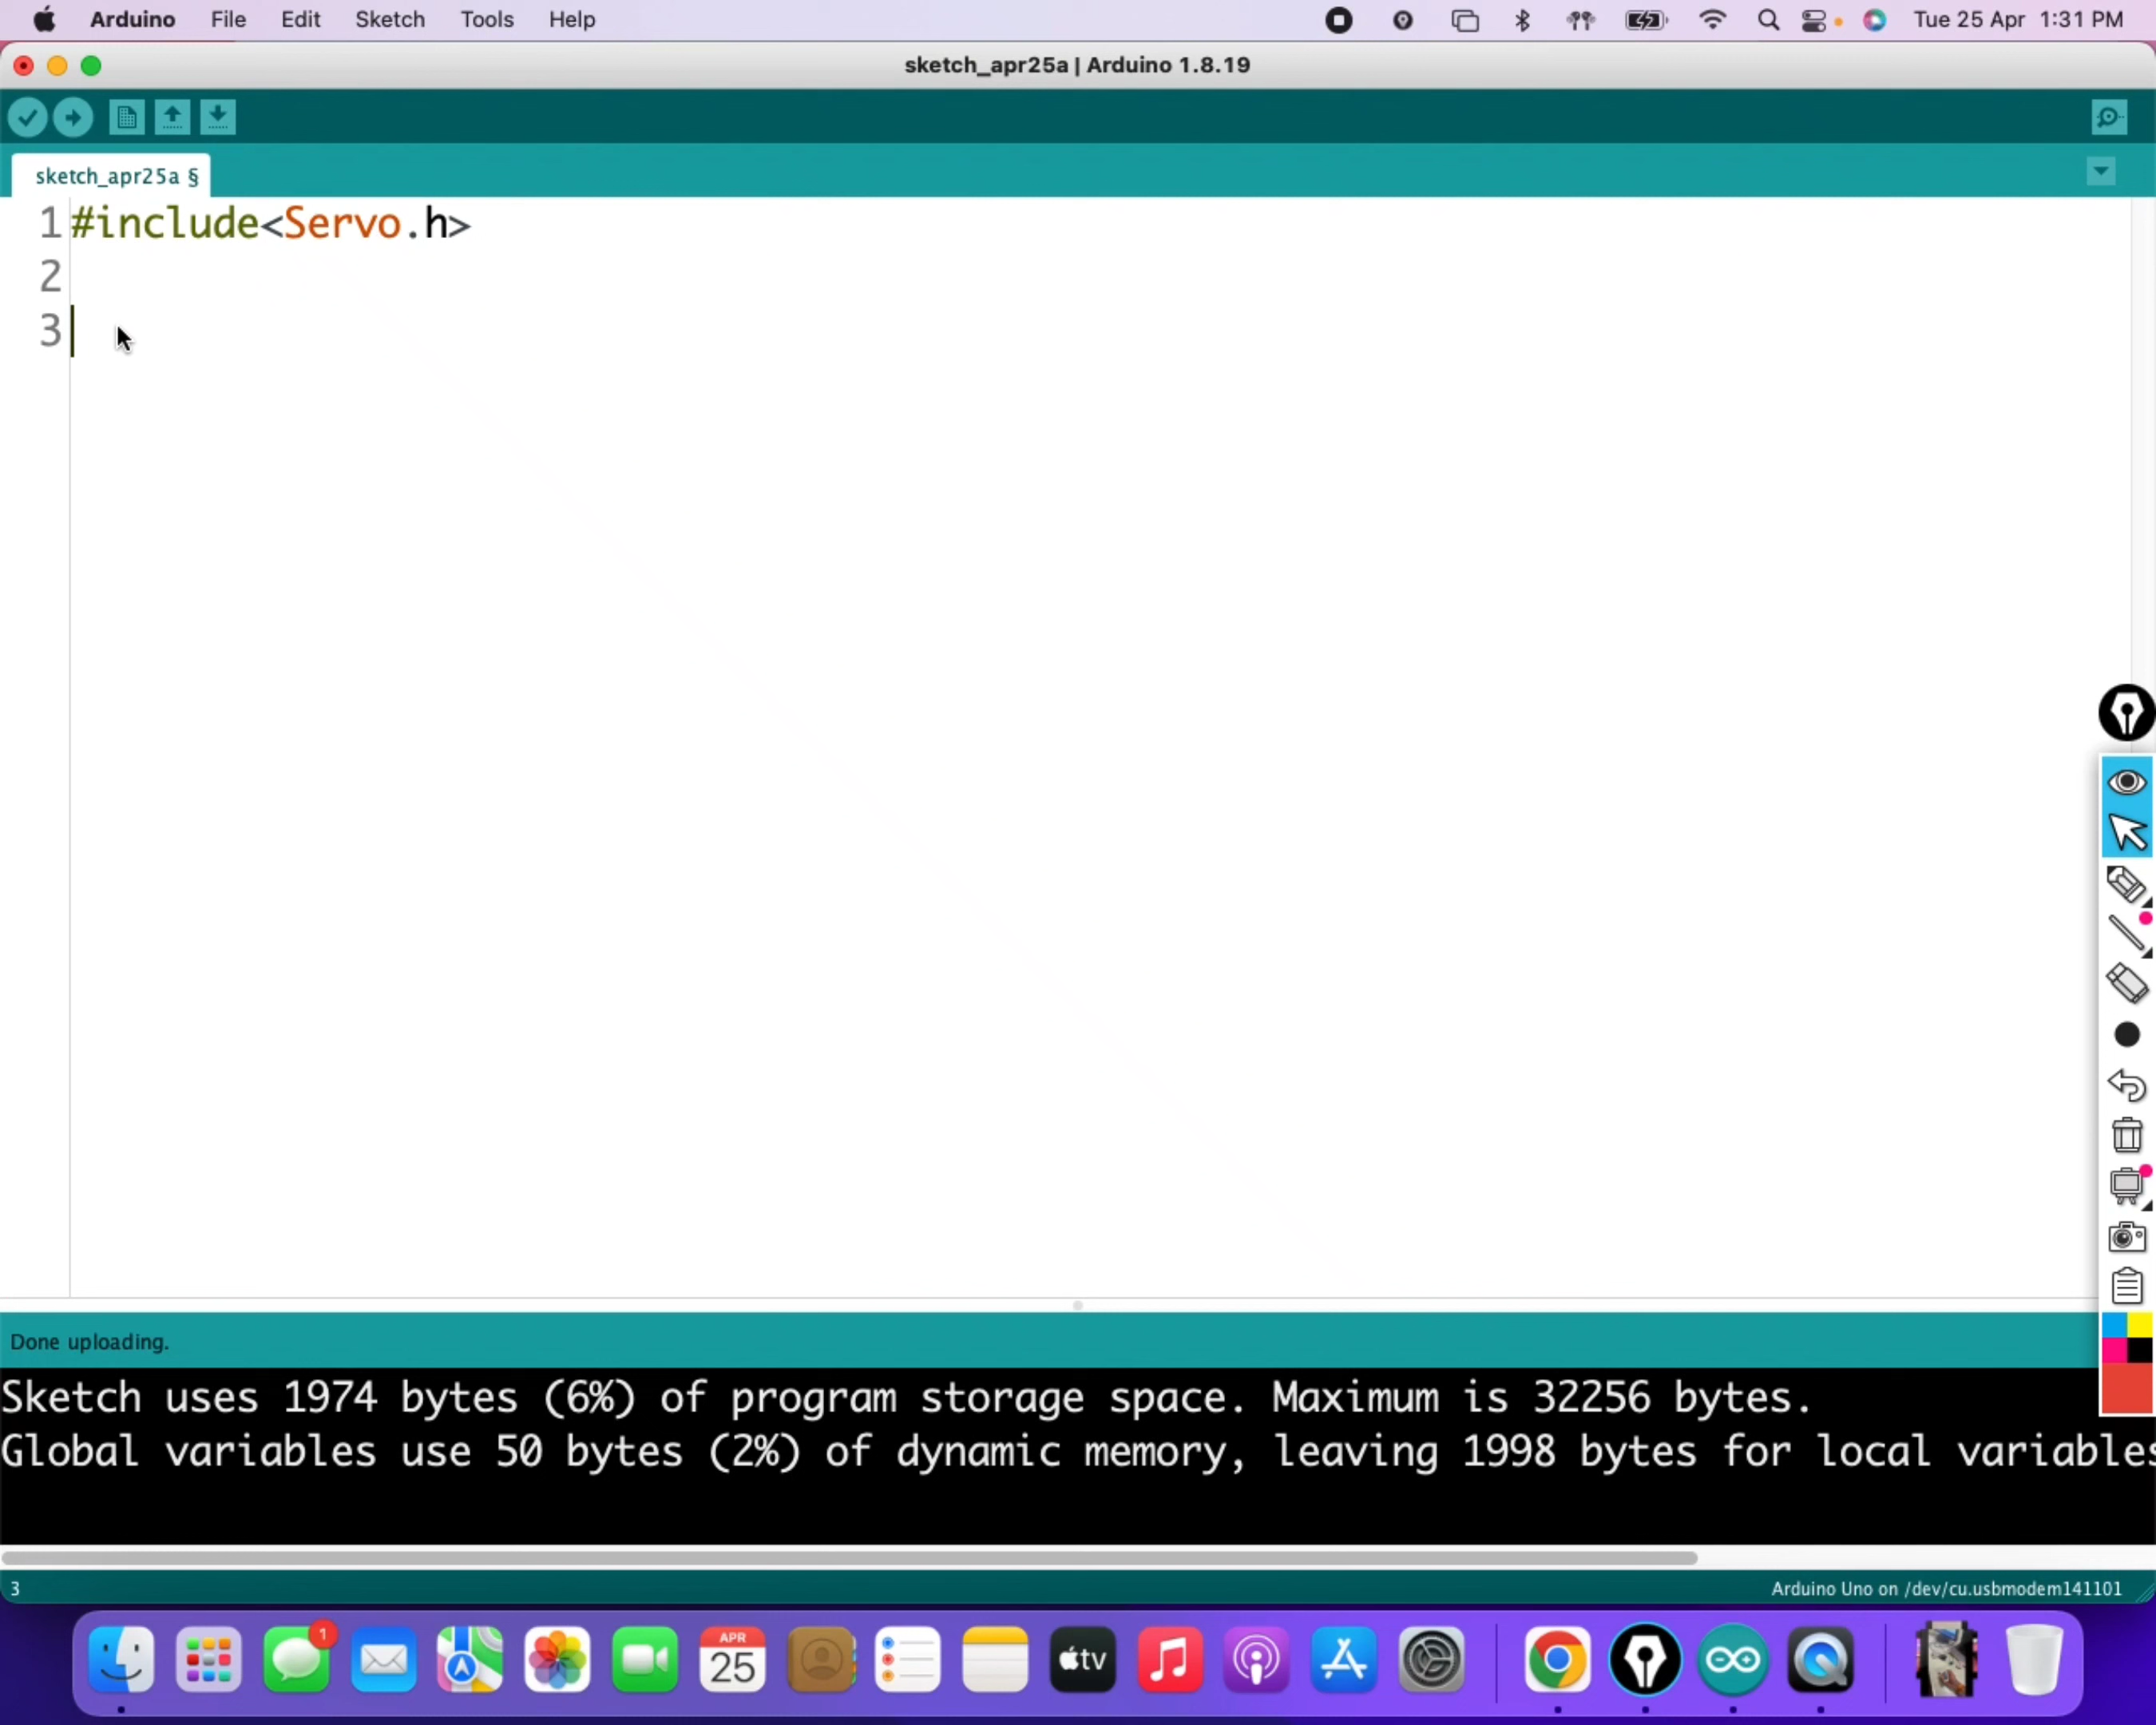 Arduino File Edit Sketch Tools Help Tue 25 Apr 1:31 PM
sketch_apr25a | Arduino 1.8.19
sketch_apr25a §
1 #include<Servo.h>
2
3
Done uploading.
Sketch uses 1974 bytes (6%) of program storage space. Maximum is 32256 bytes.
Global variables use 50 bytes (2%) of dynamic memory, leaving 1998 bytes for local variables
3 Arduino Uno on /dev/cu.usbmodem141101
1
APR
25
tv